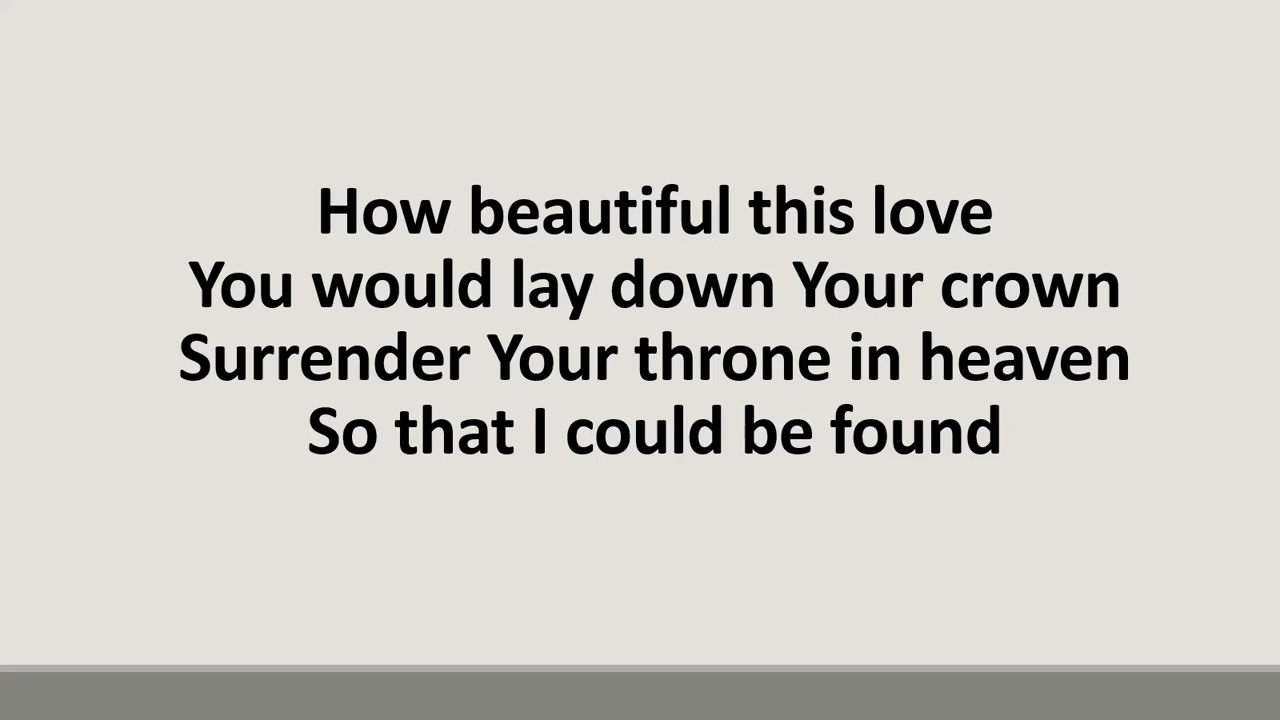 How beautiful this love
You would lay down Your crown
Surrender Your throne in heaven
So that I could be found